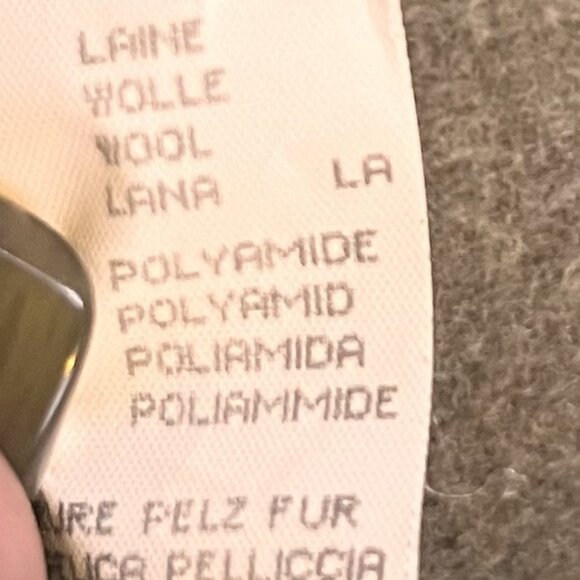 LAINE
WOLLE
WOOL
LANA LA
POLYAMIDE
POLYAMID
POLIAMIDA
POLIAMMIDE
PELZ FUR
PELLICCIA